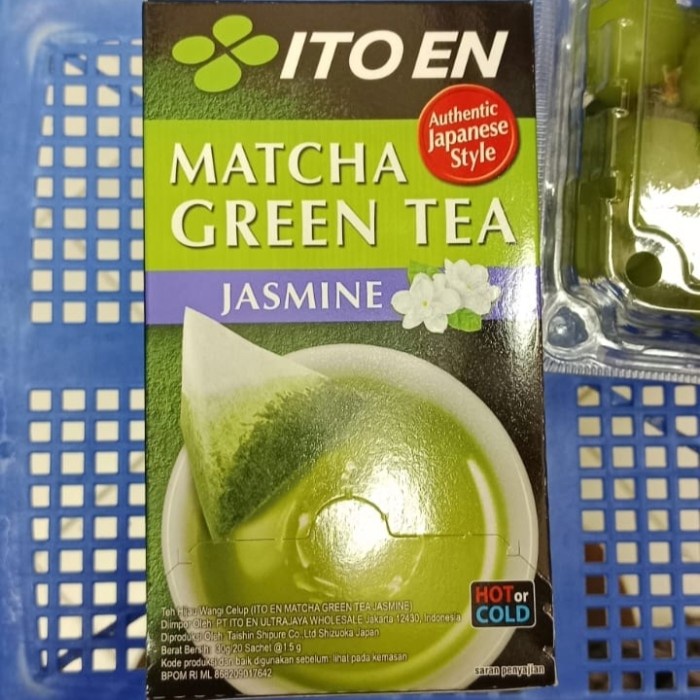 ITO EN
Authentic
Japanese
Style
MATCHA
GREEN TEA
JASMINE
HOT or
COLD
Teh Hijau Wangi Celup (ITO EN MATCHA GREEN TEA JASMINE)
Diimpor Oleh: PT ITO EN ULTRAJAYA WHOLESALE Jakarta 12430, Indonesia
Diproduksi Oleh: Taishin Shipure Co.,Ltd Shizuoka Japan
Berat Bersih: 30g 20 Sachet @1.5 g
Kode produksi dan baik digunakan sebelum: lihat pada kemasan
BPOM RI ML
saran penyajian